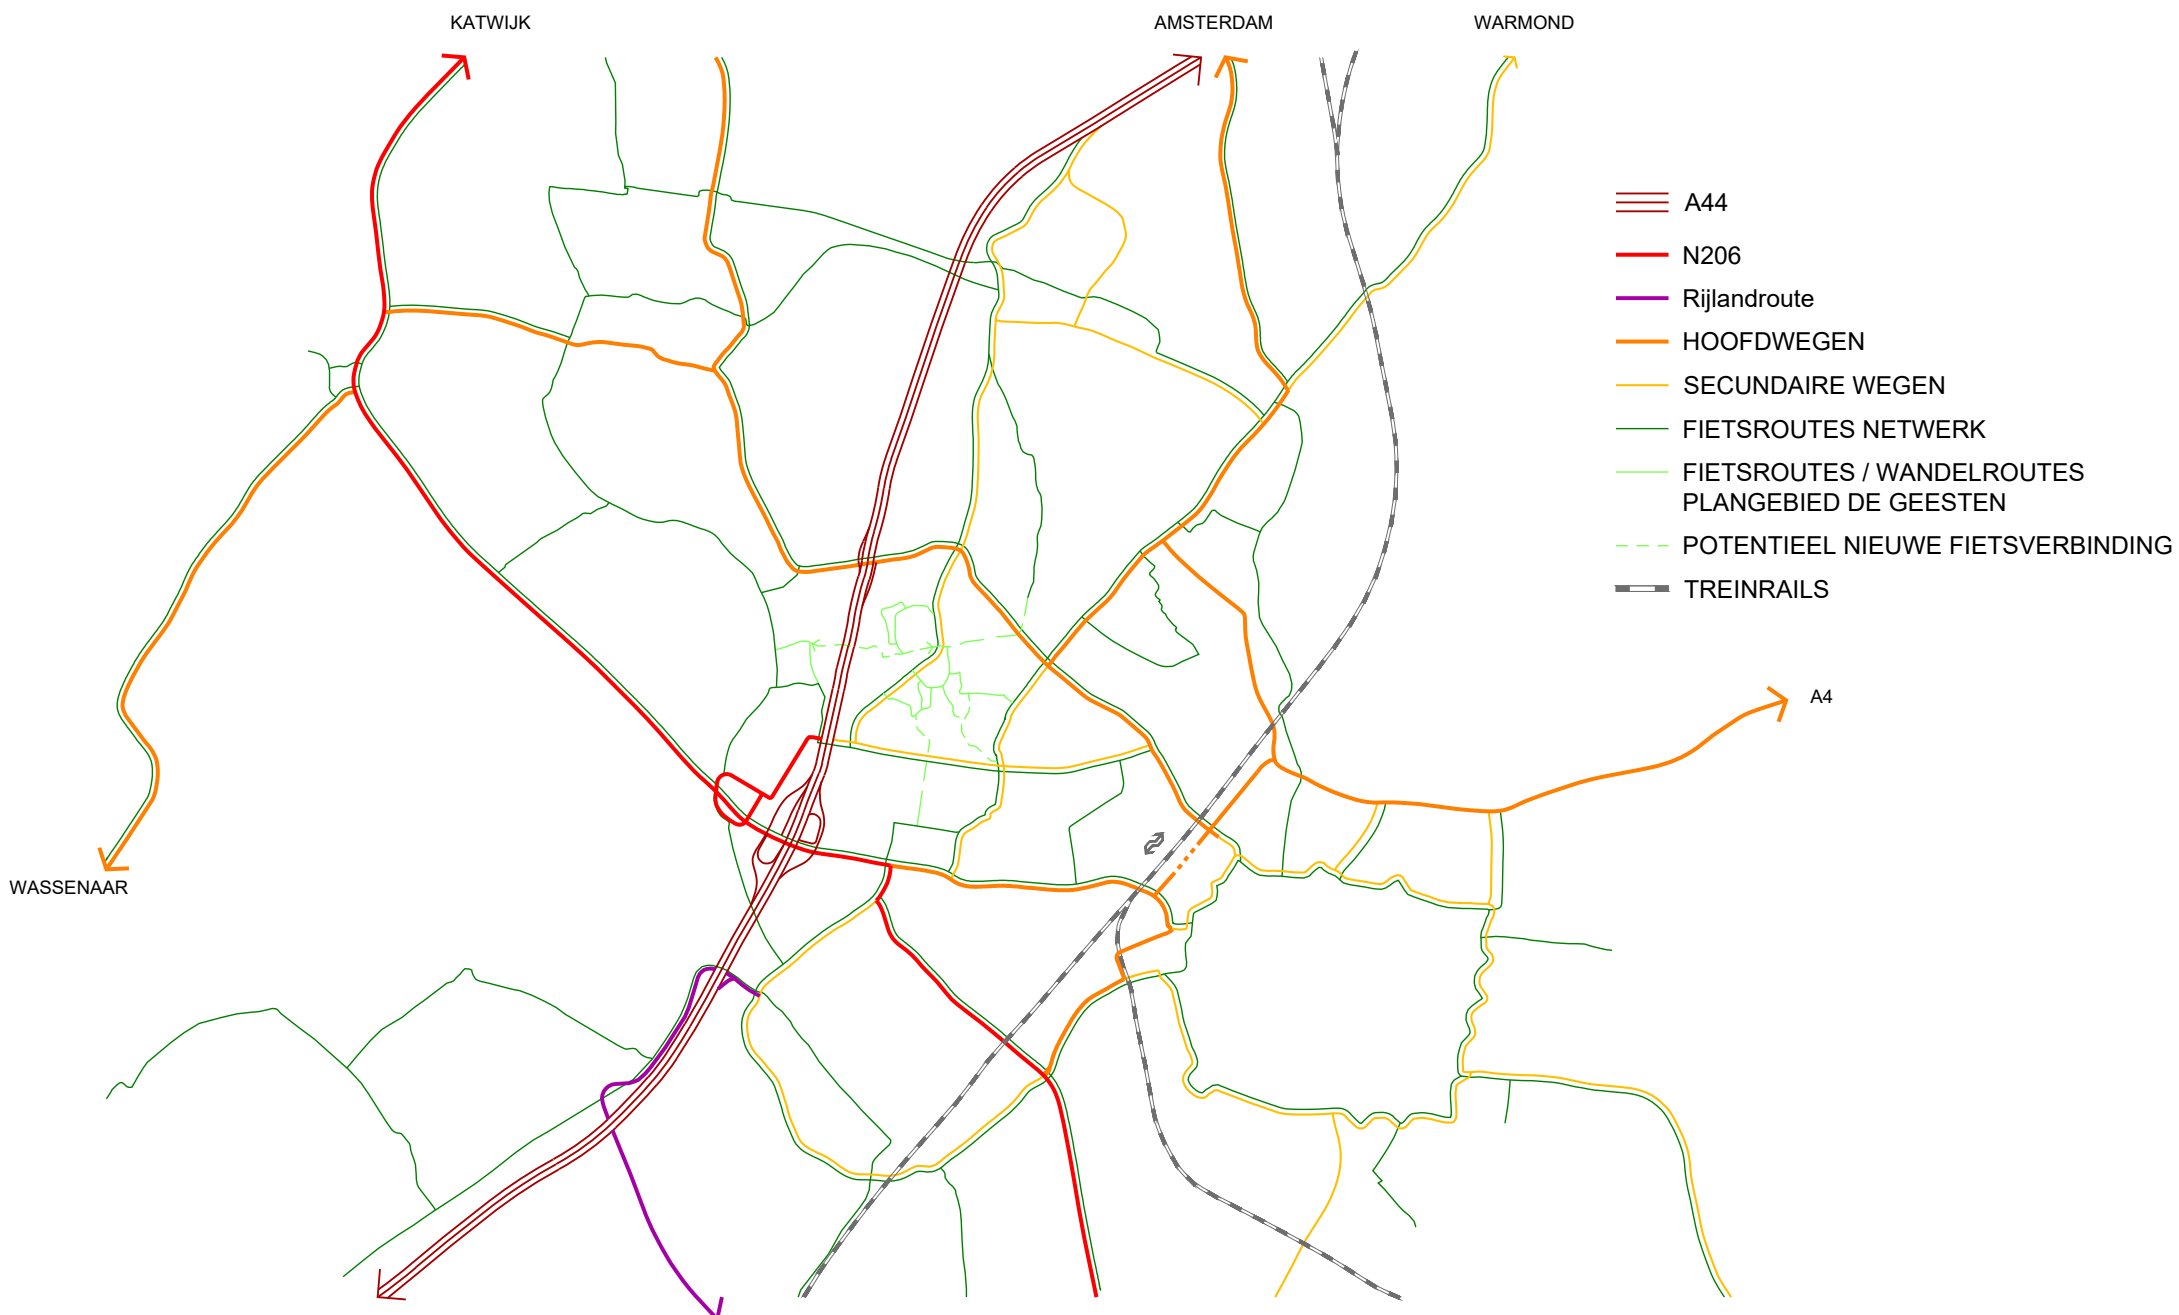 KATWIJK
AMSTERDAM
WARMOND
A44
N206
Rijlandroute
HOOFDWEGEN
SECUNDAIRE WEGEN
FIETSROUTES NETWERK
FIETSROUTES / WANDELROUTES
PLANGEBIED DE GEESTEN
POTENTIEEL NIEUWE FIETSVERBINDING
TREINRAILS
A4
WASSENAAR